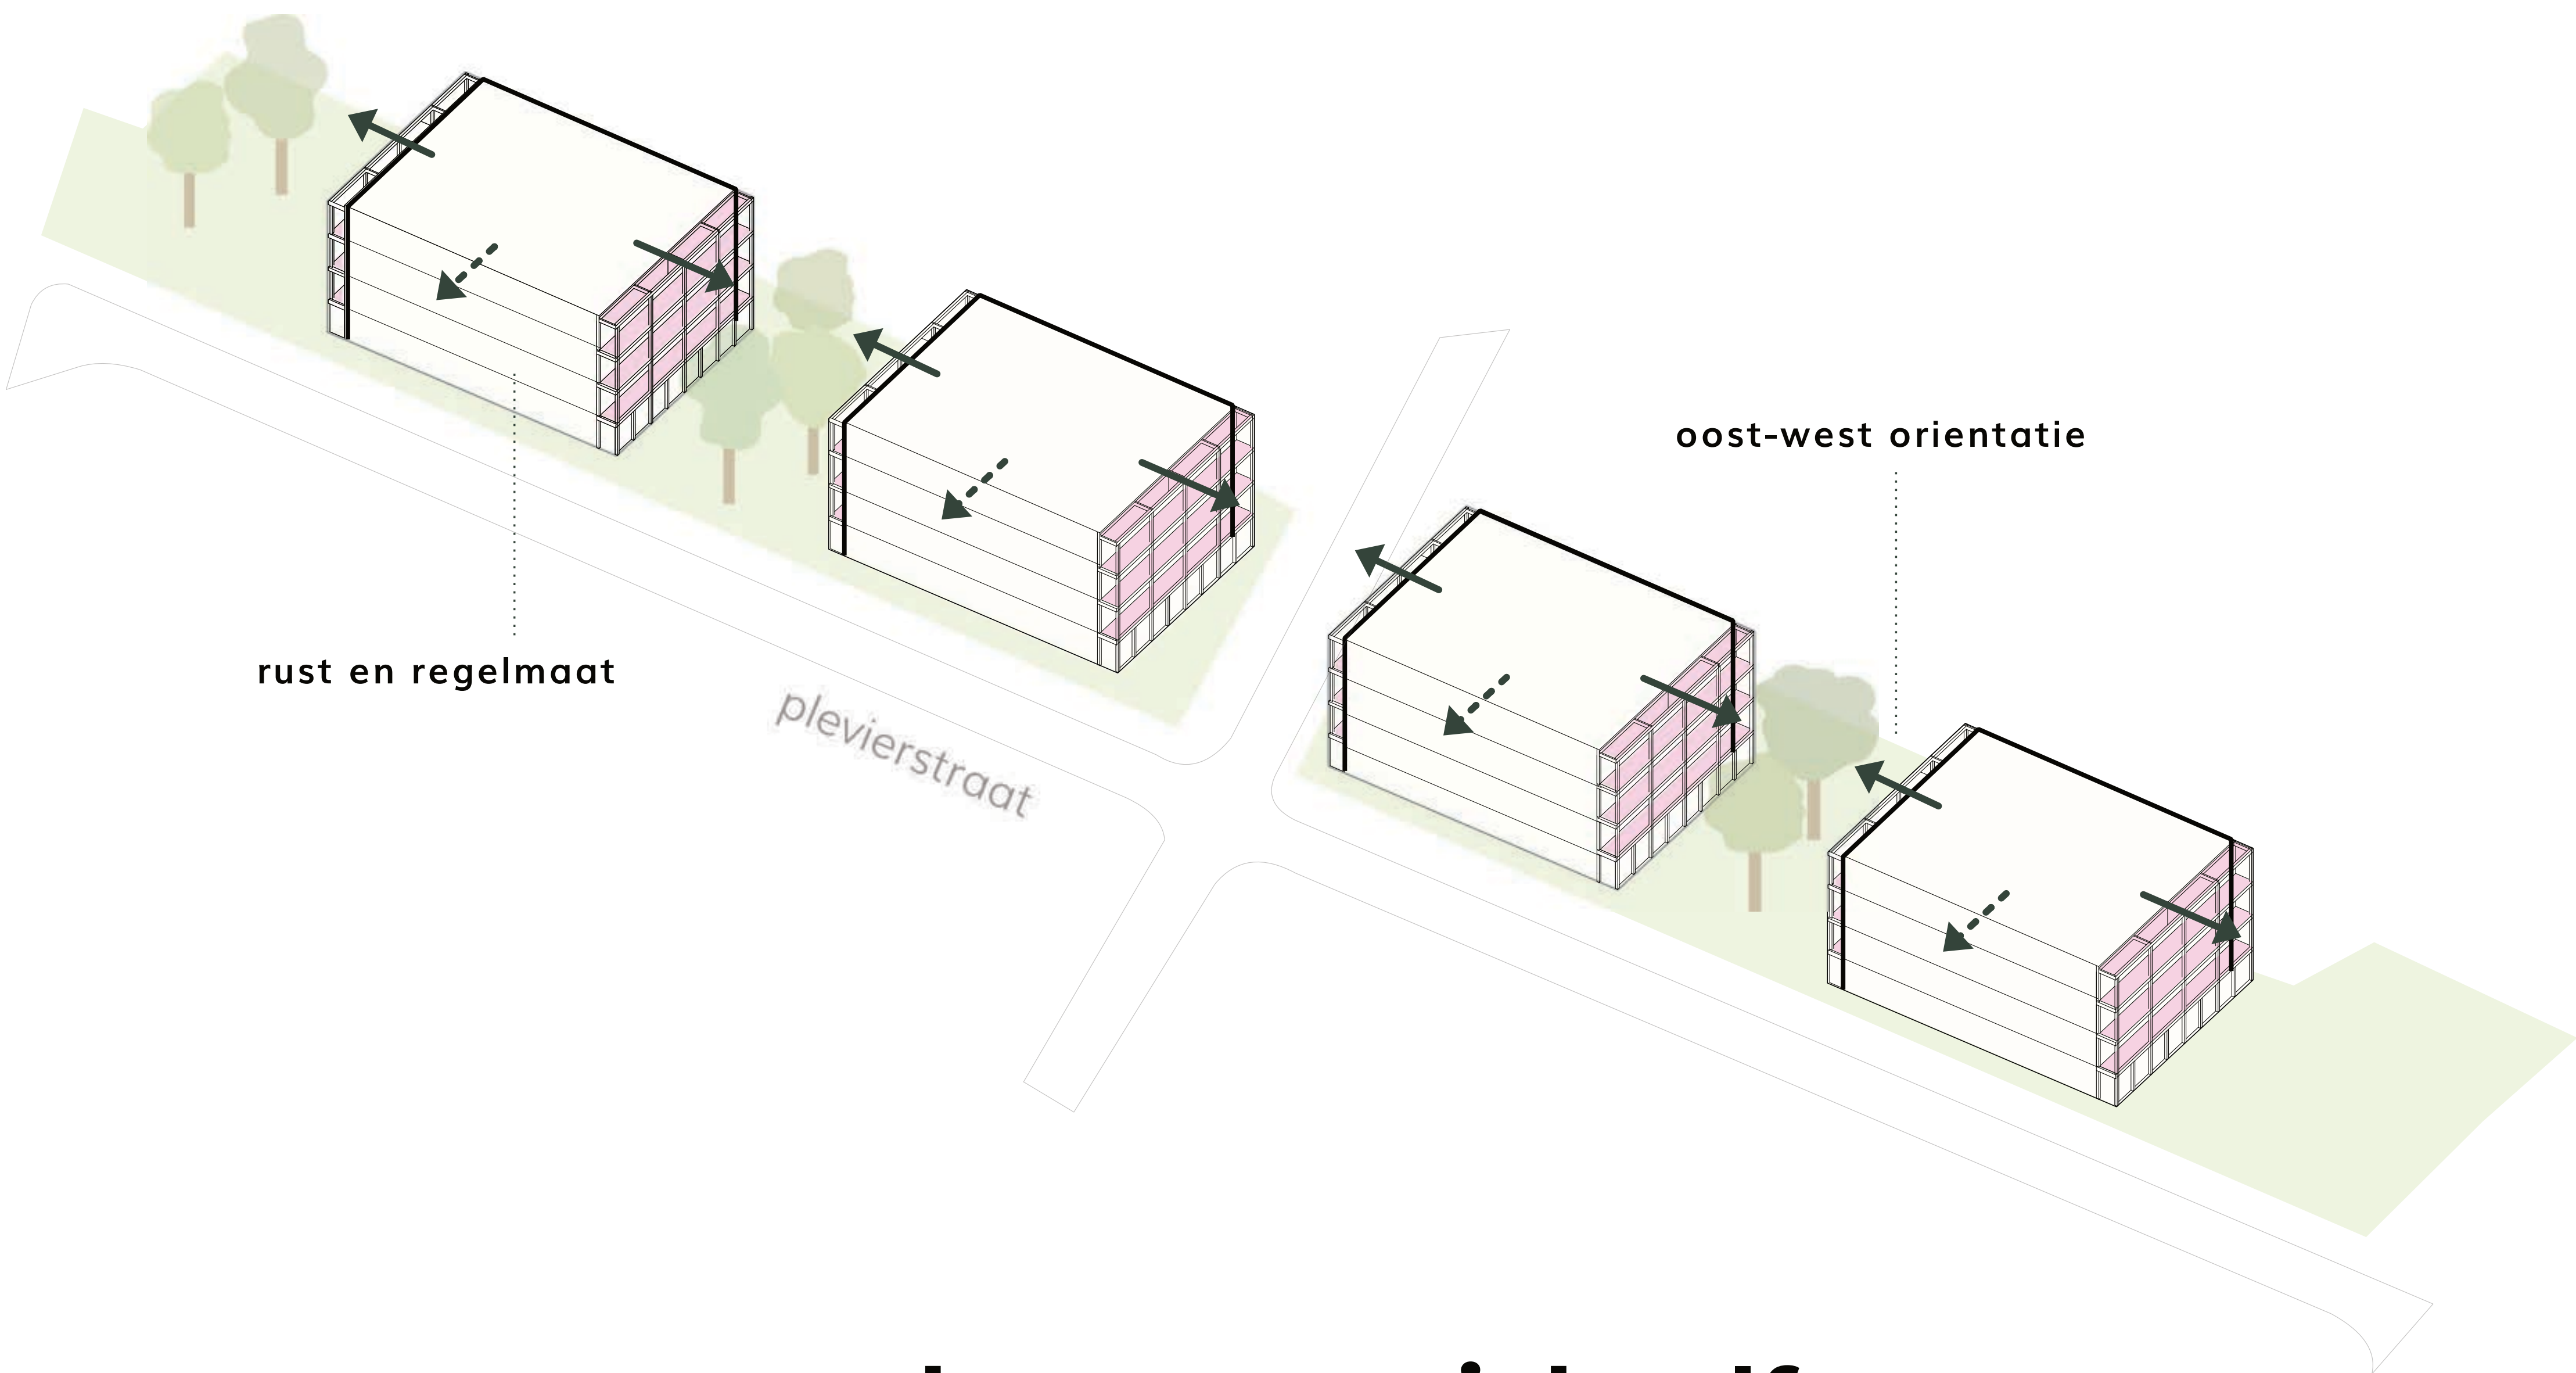 oost-west orientatie
rust en regelmaat
plevierstraat